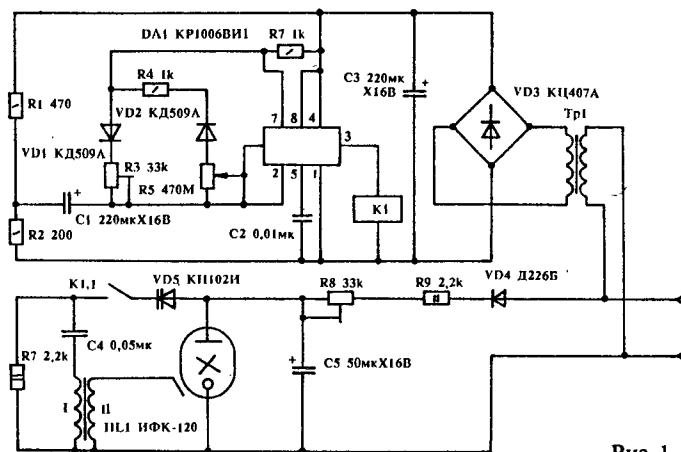 DA1 КР1006ВИ1
R7 1k
R4 1k
C3 220мк
Х16В
VD3 КЦ407А
Тр1
R1 470
VD2 КД509А
7
8
4
3
VD1 КД509А
R3 33k
R5 470М
2
5
1
К1
C1 220мкХ16В
R2 200
C2 0,01мк
К1,1
VD5 КН102И
R8 33k
R9 2,2k
VD4 Д226Б
C4 0,05мк
R7 2,2k
C5 50мкХ16В
I
II
HL1 ИФК-120
Рис. 1